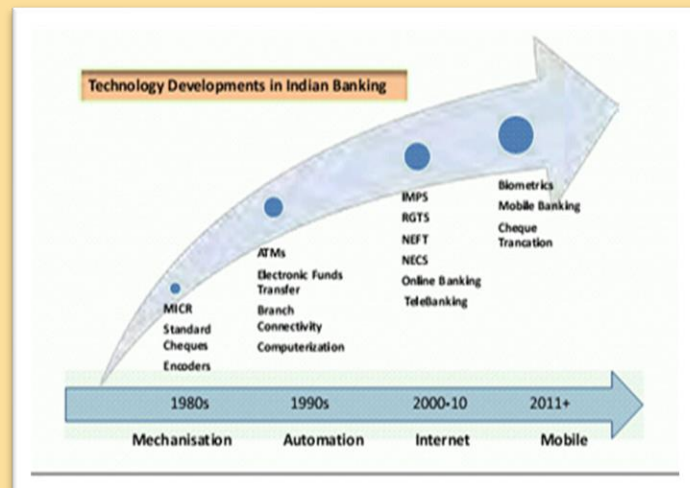 Technology Developments in Indian Banking
MICR
Standard
Cheques
Encoders
ATMs
Electronic Funds
Transfer
Branch
Connectivity
Computerization
IMPS
RGTS
NEFT
NECS
Online Banking
TeleBanking
Biometrics
Mobile Banking
Cheque
Trancation
1980s
1990s
2000-10
2011+
Mechanisation
Automation
Internet
Mobile